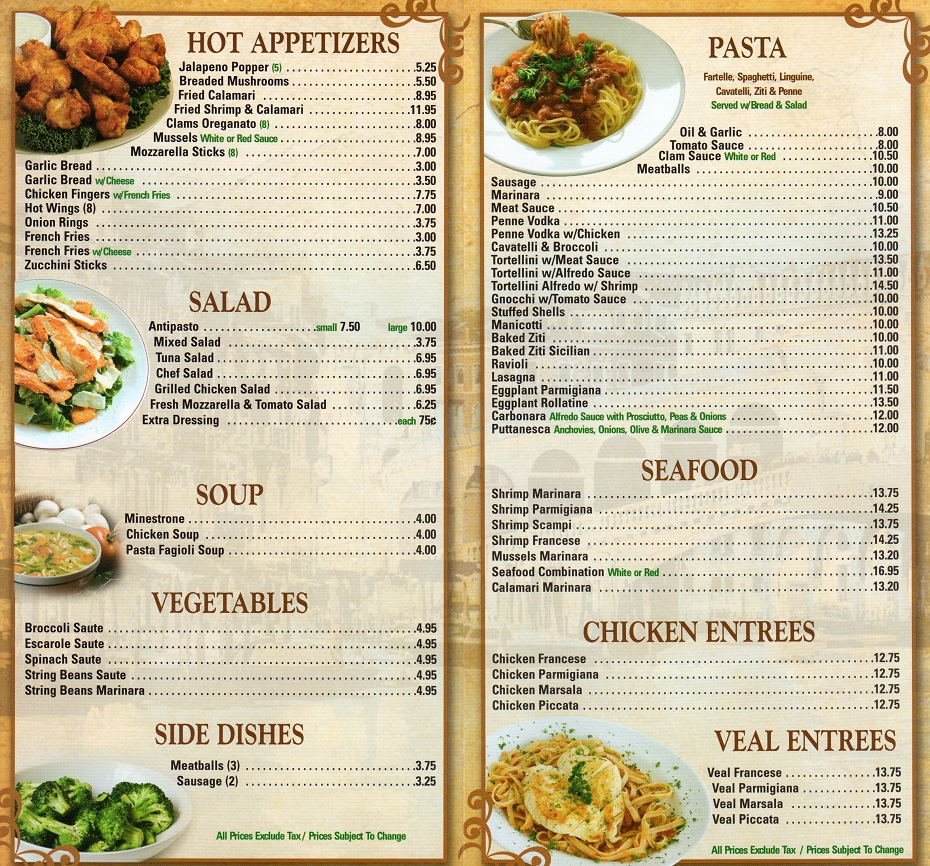 HOT APPETIZERS
Jalapeno Popper (5) 5.25
Breaded Mushrooms 5.50
Fried Calamari 8.95
Fried Shrimp & Calamari 11.95
Clams Oreganato (8) 8.00
Mussels White or Red Sauce 8.95
Mozzarella Sticks (8) 7.00
Garlic Bread 3.00
Garlic Bread w/Cheese 3.50
Chicken Fingers w/French Fries 7.75
Hot Wings (8) 7.00
Onion Rings 3.75
French Fries 3.00
French Fries w/Cheese 3.75
Zucchini Sticks 6.50
SALAD
Antipasto small 7.50 large 10.00
Mixed Salad 3.75
Tuna Salad 6.95
Chef Salad 6.95
Grilled Chicken Salad 6.95
Fresh Mozzarella & Tomato Salad 6.25
Extra Dressing each 75¢
SOUP
Minestrone 4.00
Chicken Soup 4.00
Pasta Fagioli Soup 4.00
VEGETABLES
Broccoli Saute 4.95
Escarole Saute 4.95
Spinach Saute 4.95
String Beans Saute 4.95
String Beans Marinara 4.95
SIDE DISHES
Meatballs (3) 3.75
Sausage (2) 3.25
All Prices Exclude Tax / Prices Subject To Change
PASTA
Fartelle, Spaghetti, Linguine,
Cavatelli, Ziti & Penne
Served w/Bread & Salad
Oil & Garlic 8.00
Tomato Sauce 8.00
Clam Sauce White or Red 10.50
Meatballs 10.00
Sausage 10.00
Marinara 9.00
Meat Sauce 10.50
Penne Vodka 11.00
Penne Vodka w/Chicken 13.25
Cavatelli & Broccoli 10.00
Tortellini w/Meat Sauce 13.50
Tortellini w/Alfredo Sauce 11.00
Tortellini Alfredo w/ Shrimp 14.50
Gnocchi w/Tomato Sauce 10.00
Stuffed Shells 10.00
Manicotti 10.00
Baked Ziti 10.00
Baked Ziti Sicilian 11.00
Ravioli 10.00
Lasagna 11.00
Eggplant Parmigiana 11.50
Eggplant Rollatine 13.50
Carbonara Alfredo Sauce with Prosciutto, Peas & Onions 12.00
Puttanesca Anchovies, Onions, Olive & Marinara Sauce 12.00
SEAFOOD
Shrimp Marinara 13.75
Shrimp Parmigiana 14.25
Shrimp Scampi 13.75
Shrimp Francese 14.25
Mussels Marinara 13.20
Seafood Combination White or Red 16.95
Calamari Marinara 13.20
CHICKEN ENTREES
Chicken Francese 12.75
Chicken Parmigiana 12.75
Chicken Marsala 12.75
Chicken Piccata 12.75
VEAL ENTREES
Veal Francese 13.75
Veal Parmigiana 13.75
Veal Marsala 13.75
Veal Piccata 13.75
All Prices Exclude Tax / Prices Subject To Change